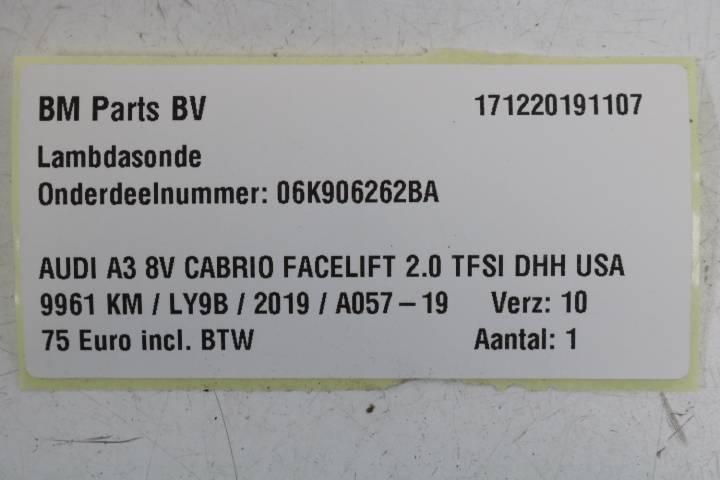 BM Parts BV 171220191107
Lambdasonde
Onderdeelnummer: 06K906262BA
AUDI A3 8V CABRIO FACELIFT 2.0 TFSI DHH USA
9961 KM / LY9B / 2019 / A057 – 19 Verz: 10
75 Euro incl. BTW Aantal: 1